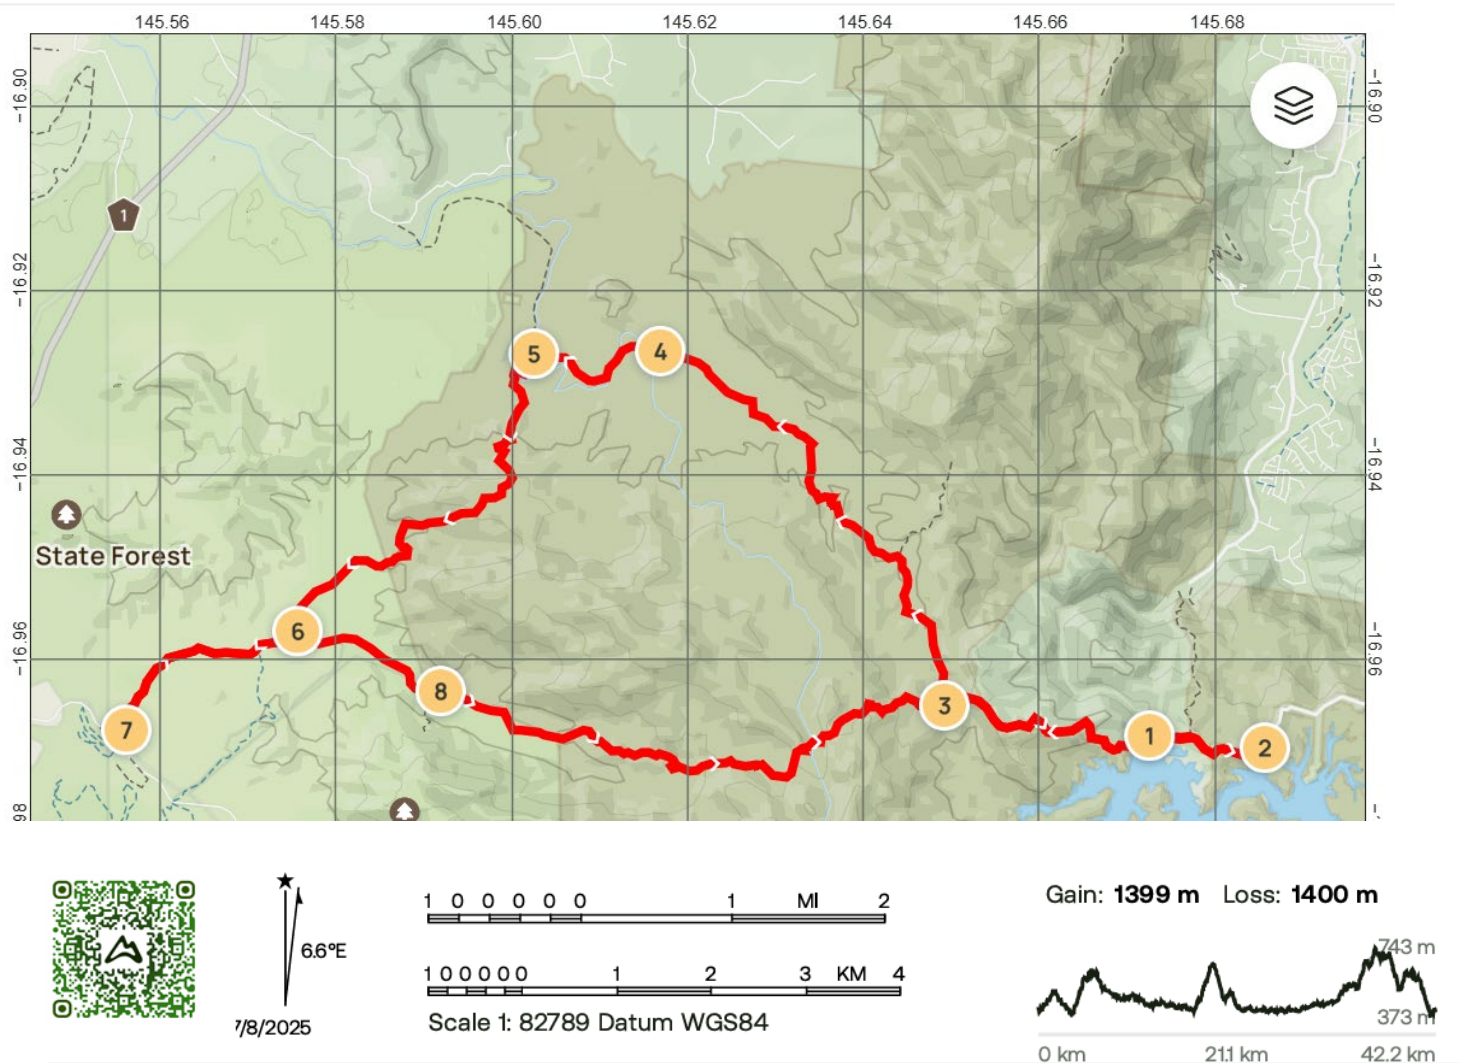 145.56 145.58 145.60 145.62 145.64 145.66 145.68
−16.90 −16.90
1
−16.92 −16.92
5 4
−16.94 −16.94
State Forest
6
−16.96 −16.96
8
3
7 1 2
98
Gain: 1399 m Loss: 1400 m
1 0 0 0 0 0 1 MI 2
6.6°E
743 m
1 0 0 0 0 0 1 2 3 KM 4
373 m
7/8/2025
Scale 1: 82789 Datum WGS84
0 km 21.1 km 42.2 km